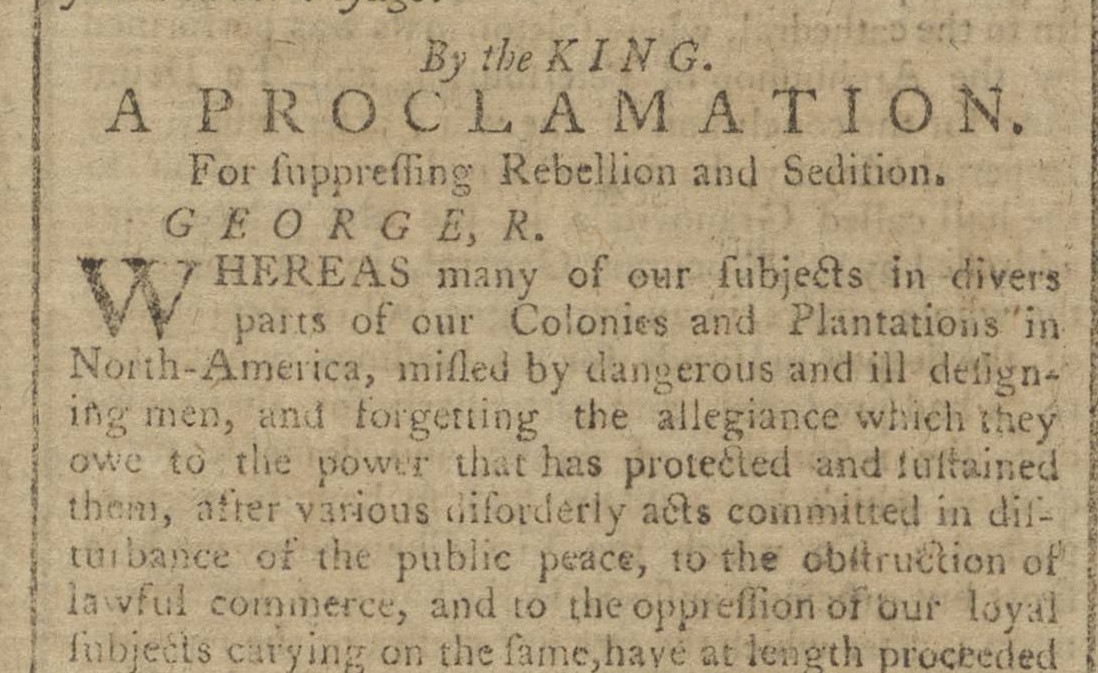 By the KING.
A PROCLAMATION.
For ſuppreſſing Rebellion and Sedition.
GEORGE, R.
WHEREAS many of our ſubjects in divers
parts of our Colonies and Plantations in
North-America, miſled by dangerous and ill deſign-
ing men, and forgetting the allegiance which they
owe to the power that has protected and ſuſtained
them, after various diſorderly acts committed in diſ-
turbance of the public peace, to the obſtruction of
lawful commerce, and to the oppreſſion of our loyal
ſubjects carying on the ſame, have at length proceeded